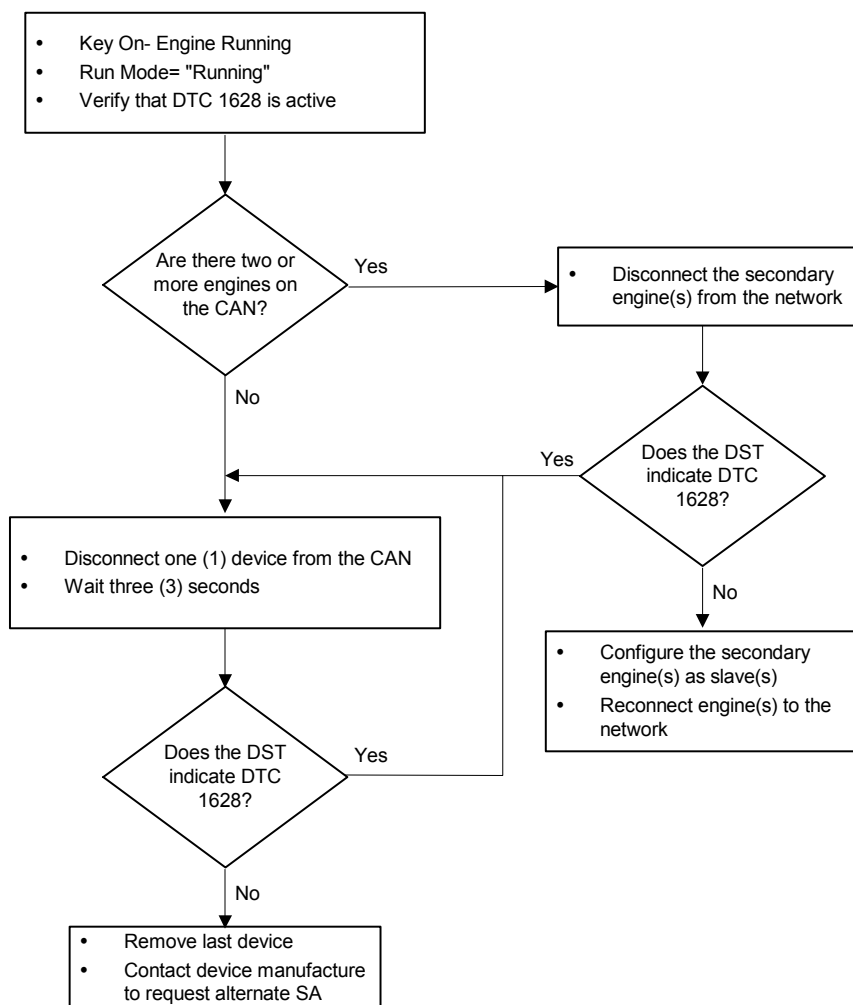 • Key On- Engine Running
• Run Mode= "Running"
• Verify that DTC 1628 is active
Are there two or
more engines on
the CAN?
Yes
• Disconnect the secondary
engine(s) from the network
No
Does the DST
indicate DTC
1628?
Yes
No
• Disconnect one (1) device from the CAN
• Wait three (3) seconds
• Configure the secondary
engine(s) as slave(s)
• Reconnect engine(s) to the
network
Does the DST
indicate DTC
1628?
Yes
No
• Remove last device
• Contact device manufacture
to request alternate SA